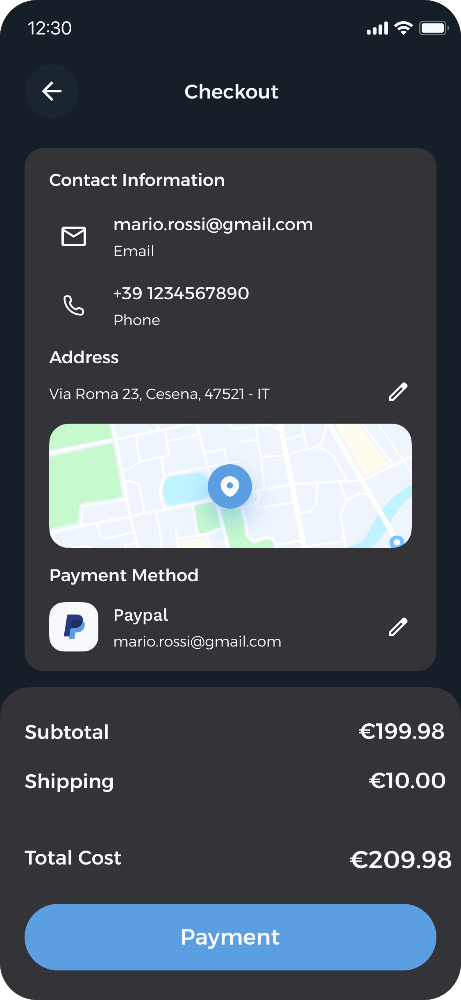 12:30
Checkout
Contact Information
mario.rossi@gmail.com
Email
+39 1234567890
Phone
Address
Via Roma 23, Cesena, 47521 - IT
Payment Method
Paypal
mario.rossi@gmail.com
Subtotal €199.98
Shipping €10.00
Total Cost €209.98
Payment